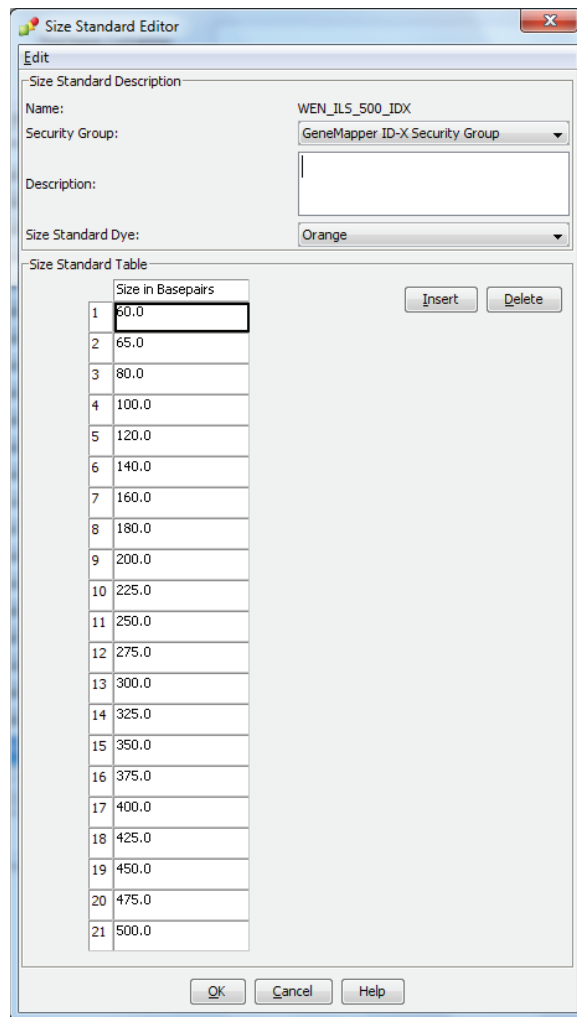 Size Standard Editor
Edit
Size Standard Description
Name: WEN_ILS_500_IDX
Security Group: GeneMapper ID-X Security Group
Description:
Size Standard Dye: Orange
Size Standard Table
Size in Basepairs
Insert Delete
1 60.0
2 65.0
3 80.0
4 100.0
5 120.0
6 140.0
7 160.0
8 180.0
9 200.0
10 225.0
11 250.0
12 275.0
13 300.0
14 325.0
15 350.0
16 375.0
17 400.0
18 425.0
19 450.0
20 475.0
21 500.0
OK Cancel Help